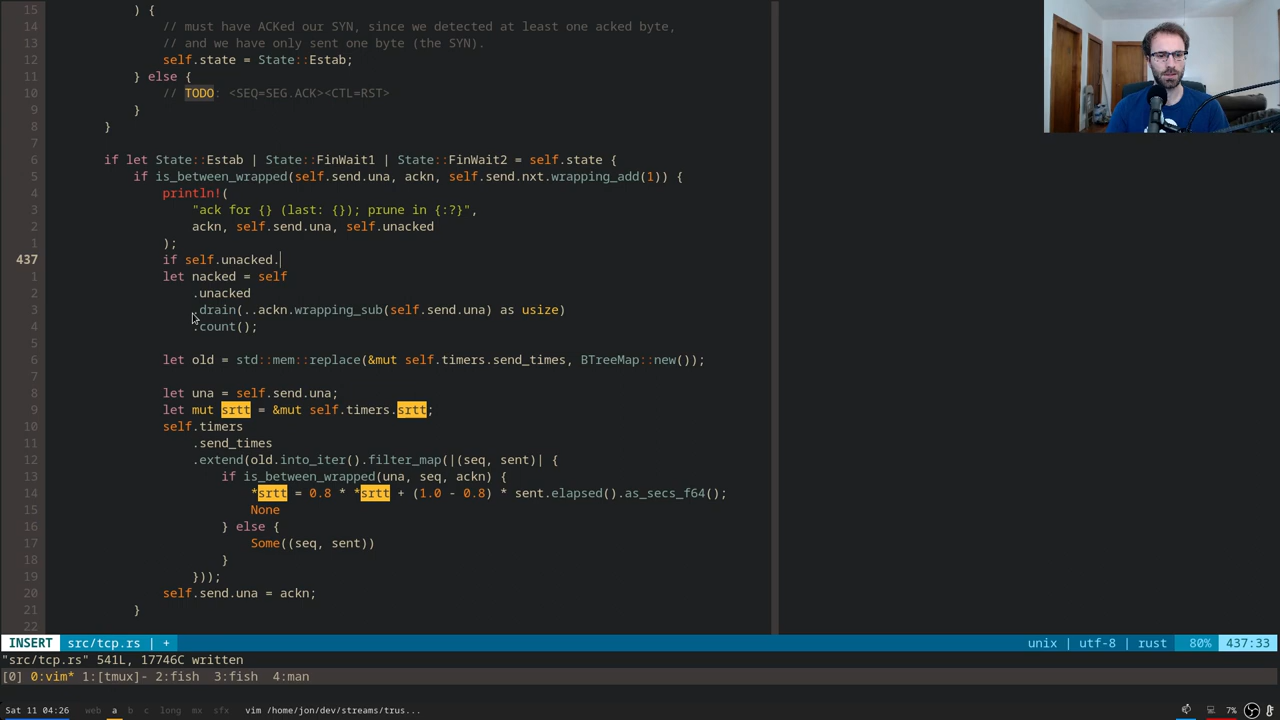 15 ) {
14 // must have ACKed our SYN, since we detected at least one acked byte,
13 // and we have only sent one byte (the SYN).
12 self.state = State::Estab;
11 } else {
10 // TODO: <SEQ=SEG.ACK><CTL=RST>
9 }
8 }
7
6 if let State::Estab | State::FinWait1 | State::FinWait2 = self.state {
5 if is_between_wrapped(self.send.una, ackn, self.send.nxt.wrapping_add(1)) {
4 println!(
3 "ack for {} (last: {}); prune in {:?}",
2 ackn, self.send.una, self.unacked
1 );
437 if self.unacked.
1 let nacked = self
2 .unacked
3 .drain(..ackn.wrapping_sub(self.send.una) as usize)
4 .count();
5
6 let old = std::mem::replace(&mut self.timers.send_times, BTreeMap::new());
7
8 let una = self.send.una;
9 let mut srtt = &mut self.timers.srtt;
10 self.timers
11 .send_times
12 .extend(old.into_iter().filter_map(|(seq, sent)| {
13 if is_between_wrapped(una, seq, ackn) {
14 *srtt = 0.8 * *srtt + (1.0 - 0.8) * sent.elapsed().as_secs_f64();
15 None
16 } else {
17 Some((seq, sent))
18 }
19 }));
20 self.send.una = ackn;
21 }
22
INSERT src/tcp.rs | + unix | utf-8 | rust 80% 437:33
"src/tcp.rs" 541L, 17746C written
[0] 0:vim* 1:[tmux]- 2:fish 3:fish 4:man
Sat 11 04:26 web a b c long mx sfx vim /home/jon/dev/streams/trus... 7%